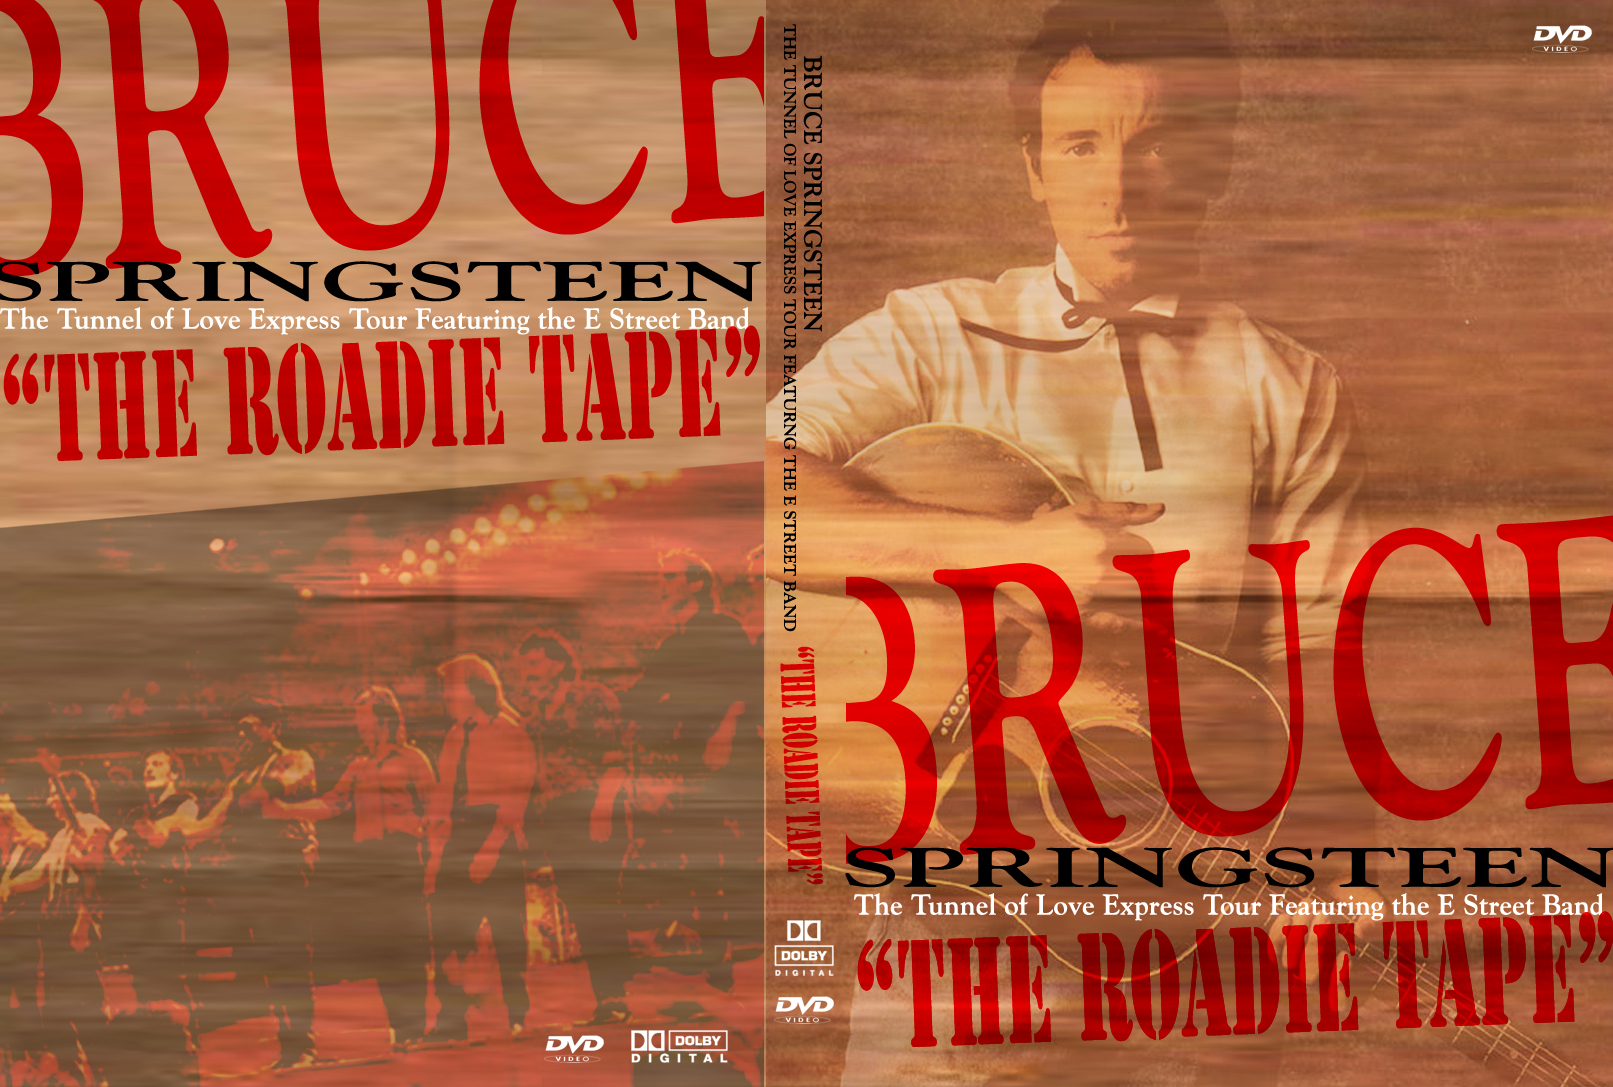 BRUCE
SPRINGSTEEN
The Tunnel of Love Express Tour Featuring the E Street Band
“THE ROADIE TAPE”
DVD
VIDEO
DOLBY
DIGITAL
BRUCE SPRINGSTEEN
THE TUNNEL OF LOVE EXPRESS TOUR FEATURNG THE E STREET BAND
“THE ROADIE TAPE”
DOLBY
DIGITAL
DVD
VIDEO
DVD
VIDEO
BRUCE
SPRINGSTEEN
The Tunnel of Love Express Tour Featuring the E Street Band
“THE ROADIE TAPE”